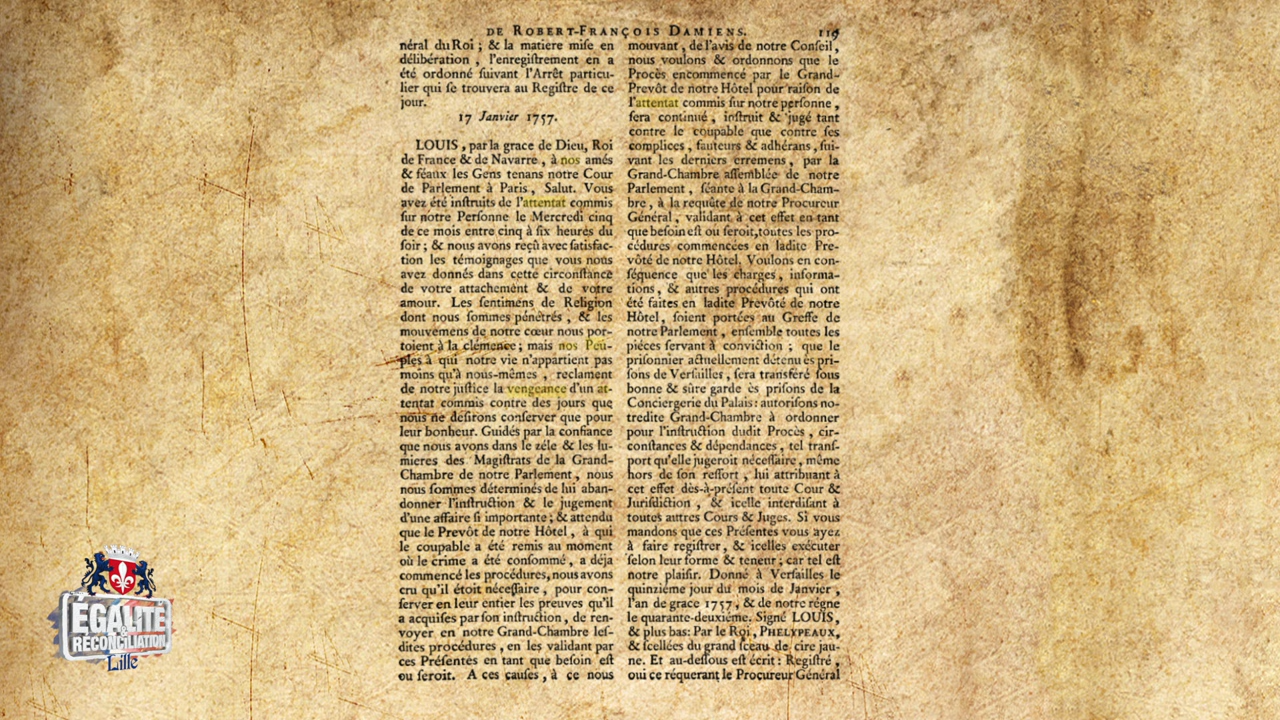 DE ROBERT-FRANÇOIS DAMIENS. 119
néral du Roi ; & la matiere miſe en
délibération , l'enregiſtrement en a
été ordonné ſuivant l'Arrêt particu-
lier qui ſe trouvera au Regiſtre de ce
jour.
17 Janvier 1757.
LOUIS , par la grace de Dieu, Roi
de France & de Navarre , à nos amés
& féaux les Gens tenans notre Cour
de Parlement à Paris , Salut. Vous
avez été inſtruits de l'attentat commis
ſur notre Perſonne le Mercredi cinq
de ce mois entre cinq à ſix heures du
ſoir ; & nous avons reçû avec ſatisfac-
tion les témoignages que vous nous
avez donnés dans cette circonſtance
de votre attachement & de votre
amour. Les ſentimens de Religion
dont nous ſommes pénétrés , & les
mouvemens de notre cœur nous por-
toient à la clémence ; mais nos Peu-
ples à qui notre vie n'appartient pas
moins qu'à nous-mêmes , reclament
de notre juſtice la vengeance d'un at-
tentat commis contre des jours que
nous ne deſirons conſerver que pour
leur bonheur. Guidés par la confiance
que nous avons dans le zéle & les lu-
mieres des Magiſtrats de la Grand-
Chambre de notre Parlement , nous
nous ſommes déterminés de lui aban-
donner l'inſtruction & le jugement
d'une affaire ſi importante ; & attendu
que le Prevôt de notre Hôtel , à qui
le coupable a été remis au moment
où le crime a été conſommé , a déja
commencé les procédures, nous avons
cru qu'il étoit néceſſaire , pour con-
ſerver en leur entier les preuves qu'il
a acquiſes par ſon inſtruction , de ren-
voyer en notre Grand-Chambre leſ-
dites procédures , en les validant par
ces Préſentes en tant que beſoin eſt
ou ſeroit. A ces cauſes , à ce nous
mouvant , de l'avis de notre Conſeil ,
nous voulons & ordonnons que le
Procès encommencé par le Grand-
Prevôt de notre Hôtel pour raiſon de
l'attentat commis ſur notre perſonne ,
ſera continué , inſtruit & jugé tant
contre le coupable que contre ſes
complices , fauteurs & adhérans , ſui-
vant les derniers erremens , par la
Grand-Chambre aſſemblée de notre
Parlement , ſéante à la Grand-Cham-
bre , à la requête de notre Procureur
Général , validant à cet effet en tant
que beſoin eſt ou ſeroit, toutes les pro-
cédures commencées en ladite Pre-
vôté de notre Hôtel. Voulons en con-
ſéquence que les charges , informa-
tions , & autres procédures qui ont
été faites en ladite Prevôté de notre
Hôtel, ſoient portées au Greffe de
notre Parlement , enſemble toutes les
piéces ſervant à conviction ; que le
priſonnier actuellement détenu ès pri-
ſons de Verſailles , ſera transféré ſous
bonne & sûre garde ès priſons de la
Conciergerie du Palais : autoriſons no-
tredite Grand-Chambre à ordonner
pour l'inſtruction dudit Procès , cir-
conſtances & dépendances , tel tranſ-
port qu'elle jugeroit néceſſaire, même
hors de ſon reſſort , lui attribuant à
cet effet dès-à-préſent toute Cour &
Juriſdiction , & icelle interdiſant à
toutes autres Cours & Juges. Si vous
mandons que ces Préſentes vous ayez
à faire regiſtrer, & icelles exécuter
ſelon leur forme & teneur ; car tel eſt
notre plaiſir. Donné à Verſailles le
quinziéme jour du mois de Janvier ,
l'an de grace 1757 , & de notre régne
le quarante-deuxiéme. Signé LOUIS,
& plus bas: Par le Roi , PHELYPEAUX,
& ſcellées du grand ſceau de cire jau-
ne. Et au-deſſous eſt écrit : Regiſtré ,
oui ce réquerant le Procureur Général
ÉGALITÉ
ET
RÉCONCILIATION
Lille